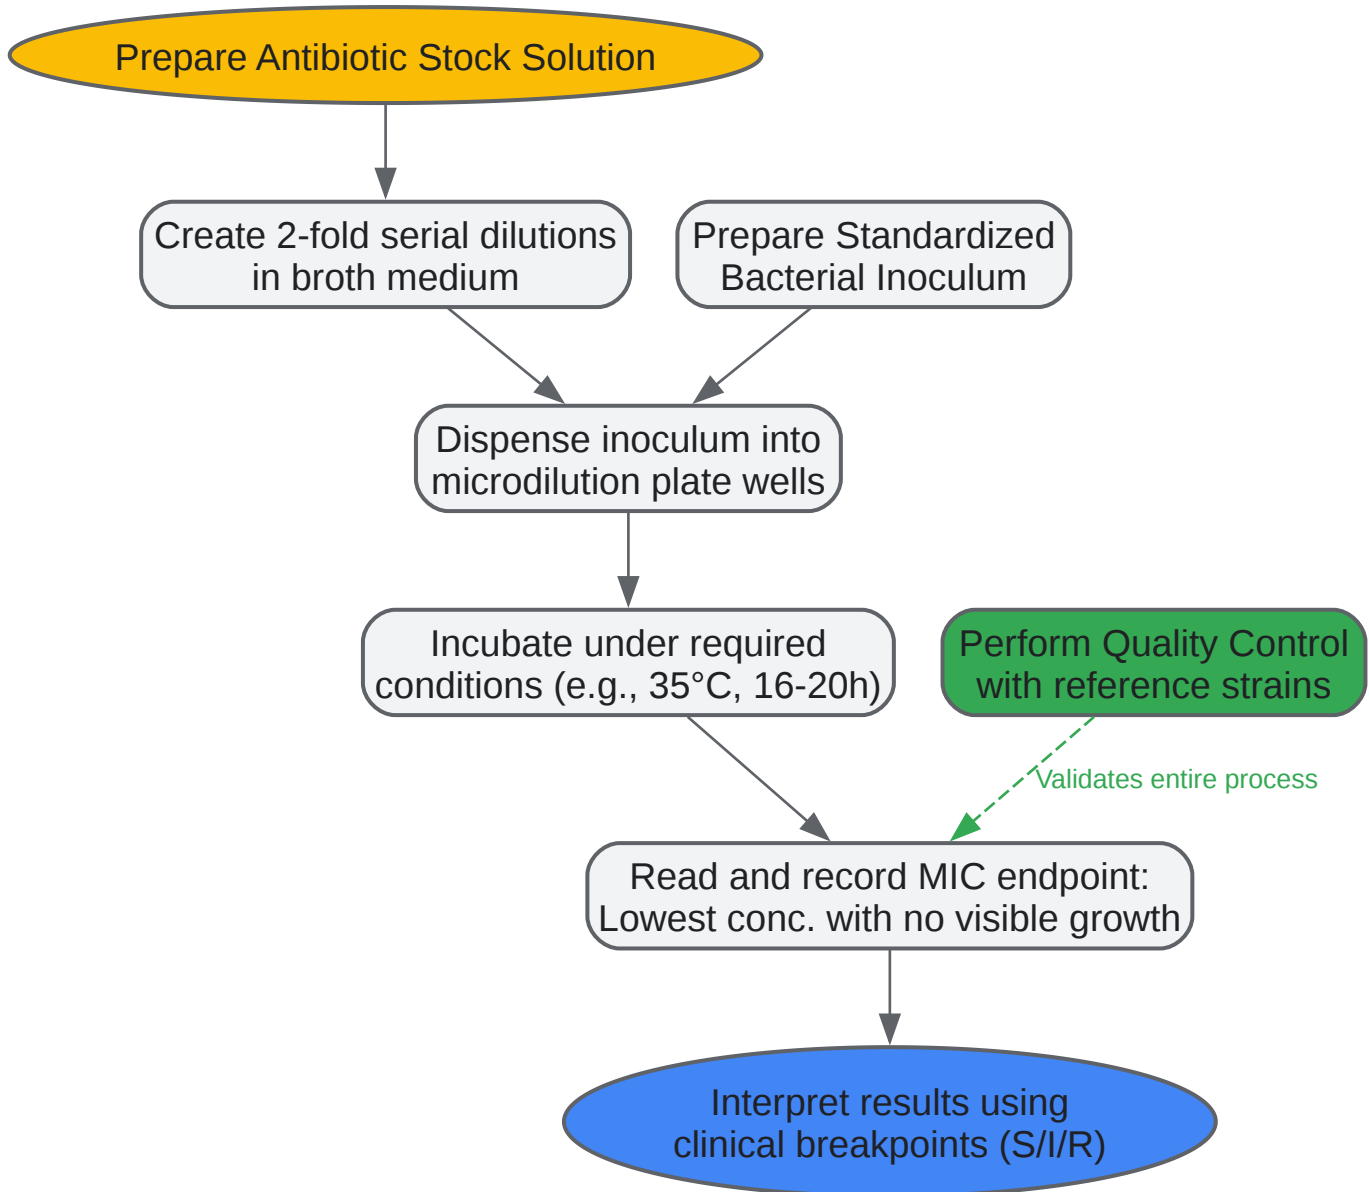 Prepare Antibiotic Stock Solution
Create 2-fold serial dilutions
in broth medium
Prepare Standardized
Bacterial Inoculum
Dispense inoculum into
microdilution plate wells
Incubate under required
conditions (e.g., 35°C, 16-20h)
Perform Quality Control
with reference strains
Validates entire process
Read and record MIC endpoint:
Lowest conc. with no visible growth
Interpret results using
clinical breakpoints (S/I/R)